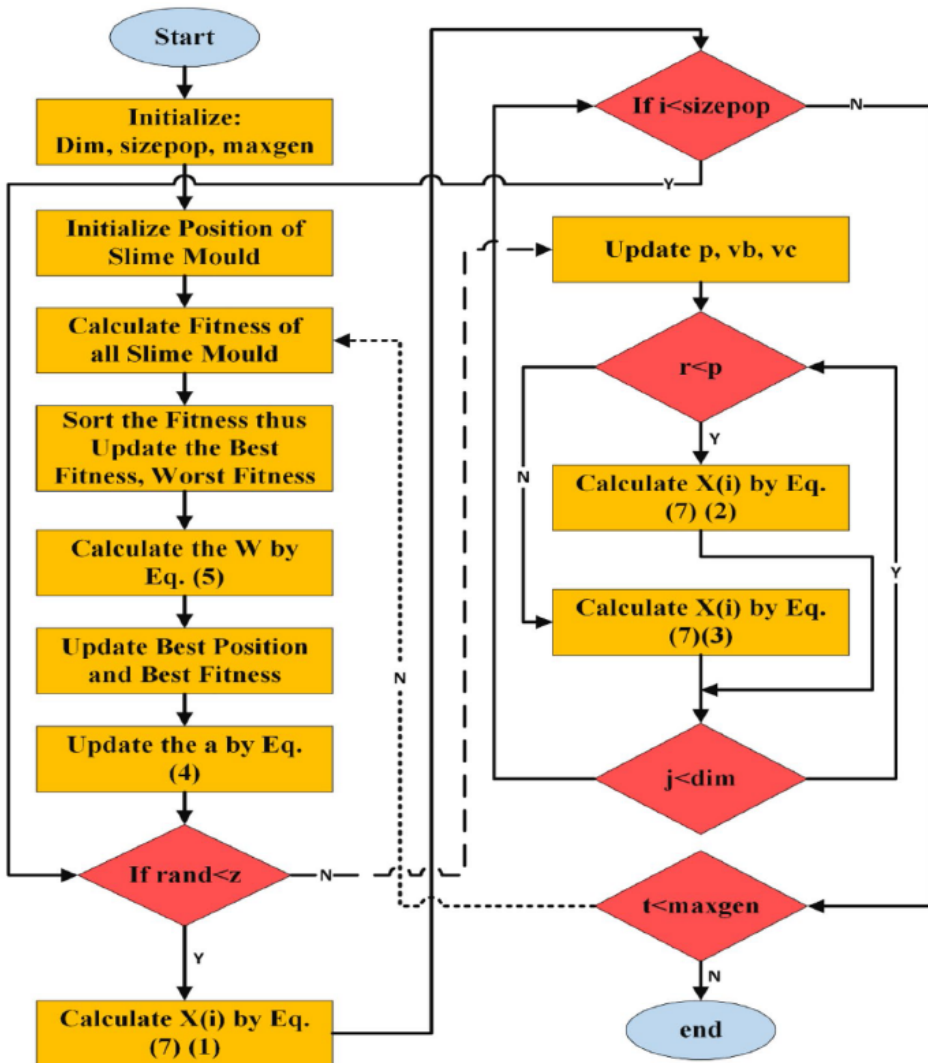 Start
Initialize:
Dim, sizepop, maxgen
Initialize Position of
Slime Mould
Calculate Fitness of
all Slime Mould
Sort the Fitness thus
Update the Best
Fitness, Worst Fitness
Calculate the W by
Eq. (5)
Update Best Position
and Best Fitness
Update the a by Eq.
(4)
If rand<z
N
Y
Calculate X(i) by Eq.
(7) (1)
If i<sizepop
N
Y
Update p, vb, vc
r<p
Y
N
Calculate X(i) by Eq.
(7) (2)
Y
Calculate X(i) by Eq.
(7)(3)
N
j<dim
t<maxgen
N
end